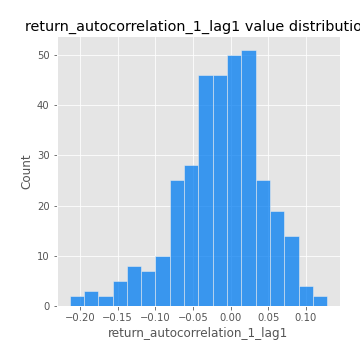 return_autocorrelation_1_lag1 value distributio
Count
50
40
30
20
10
0
−0.20 −0.15 −0.10 −0.05 0.00 0.05 0.10
return_autocorrelation_1_lag1